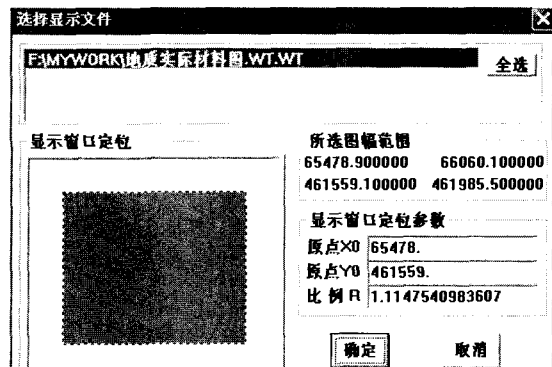 选择显示文件
F:\MYWORK\地质实际材料图.WT.WT
全选
显示窗口定位
所选图幅范围
65478.900000 66060.100000
461559.100000 461985.500000
显示窗口定位参数
原点X0 65478.
原点Y0 461559.
比 例 R 1.1147540983607
确定
取消